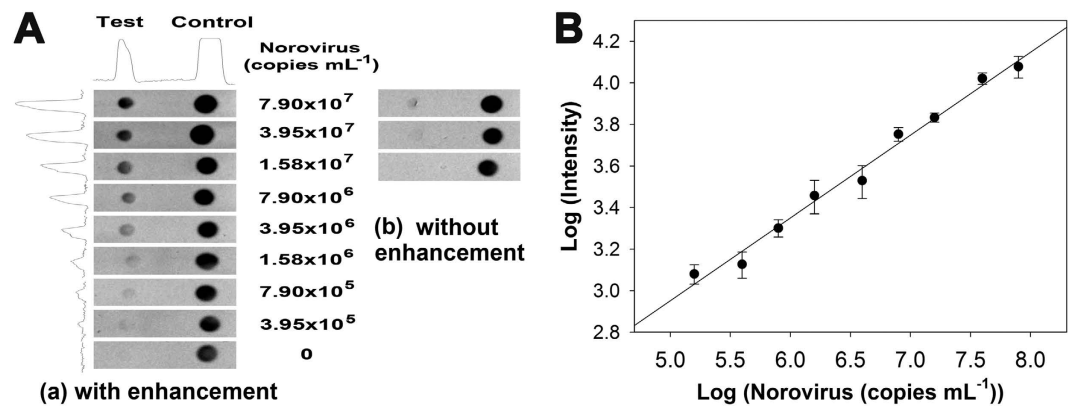 A
Test Control
Norovirus
(copies mL⁻¹)
7.90x10⁷
3.95x10⁷
1.58x10⁷
7.90x10⁶
3.95x10⁶
1.58x10⁶
7.90x10⁵
3.95x10⁵
0
(a) with enhancement
(b) without
enhancement
B
Log (Intensity)
4.2
4.0
3.8
3.6
3.4
3.2
3.0
2.8
5.0 5.5 6.0 6.5 7.0 7.5 8.0
Log (Norovirus (copies mL⁻¹))